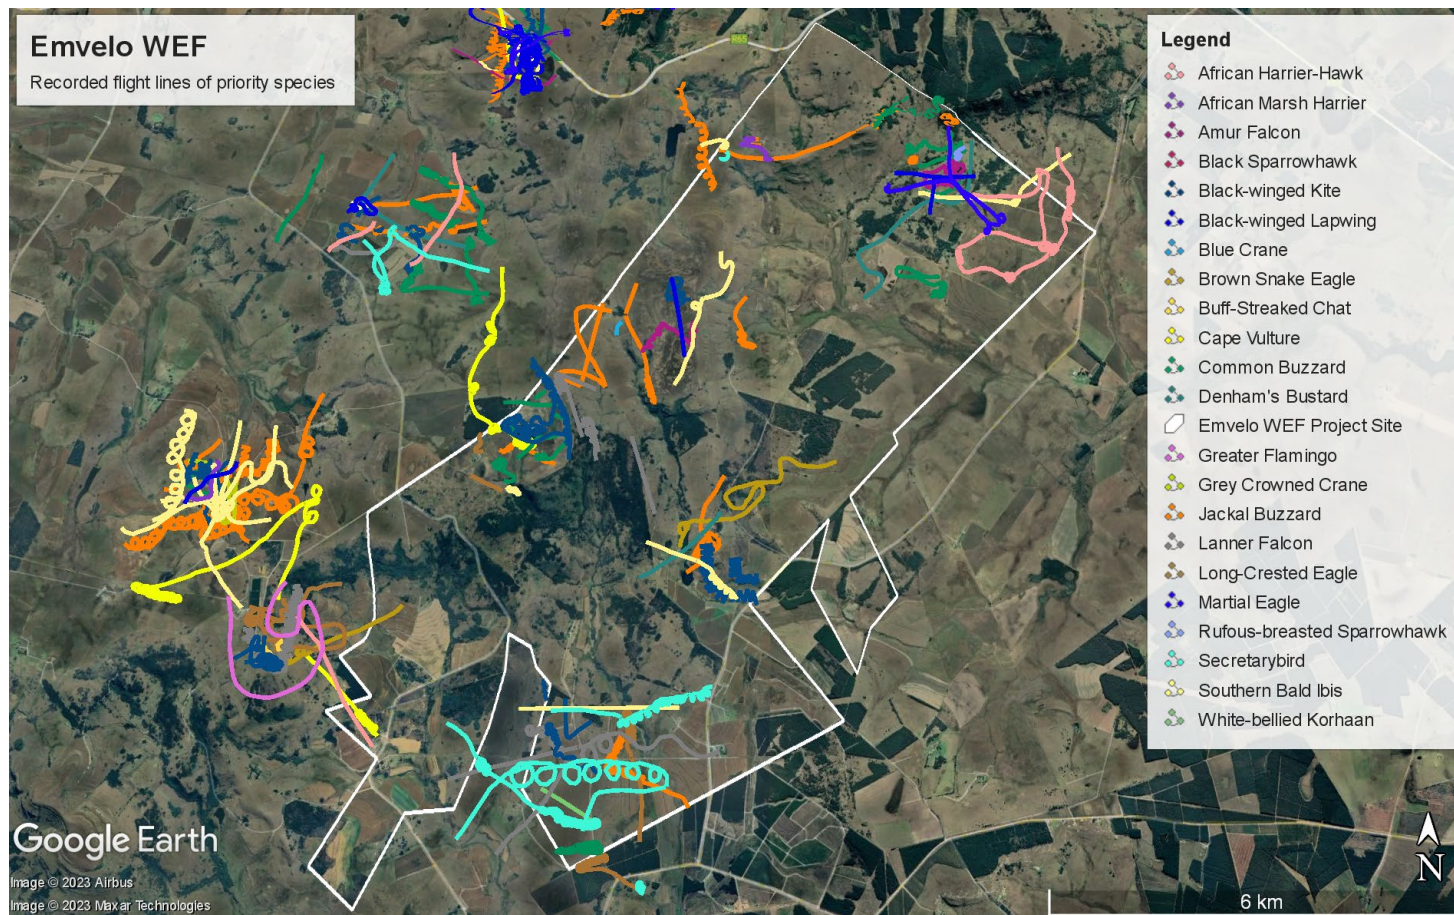 Emvelo WEF
Recorded flight lines of priority species
R65
Legend
African Harrier-Hawk
African Marsh Harrier
Amur Falcon
Black Sparrowhawk
Black-winged Kite
Black-winged Lapwing
Blue Crane
Brown Snake Eagle
Buff-Streaked Chat
Cape Vulture
Common Buzzard
Denham's Bustard
Emvelo WEF Project Site
Greater Flamingo
Grey Crowned Crane
Jackal Buzzard
Lanner Falcon
Long-Crested Eagle
Martial Eagle
Rufous-breasted Sparrowhawk
Secretarybird
Southern Bald Ibis
White-bellied Korhaan
Google Earth
Image © 2023 Airbus
Image © 2023 Maxar Technologies
N
6 km